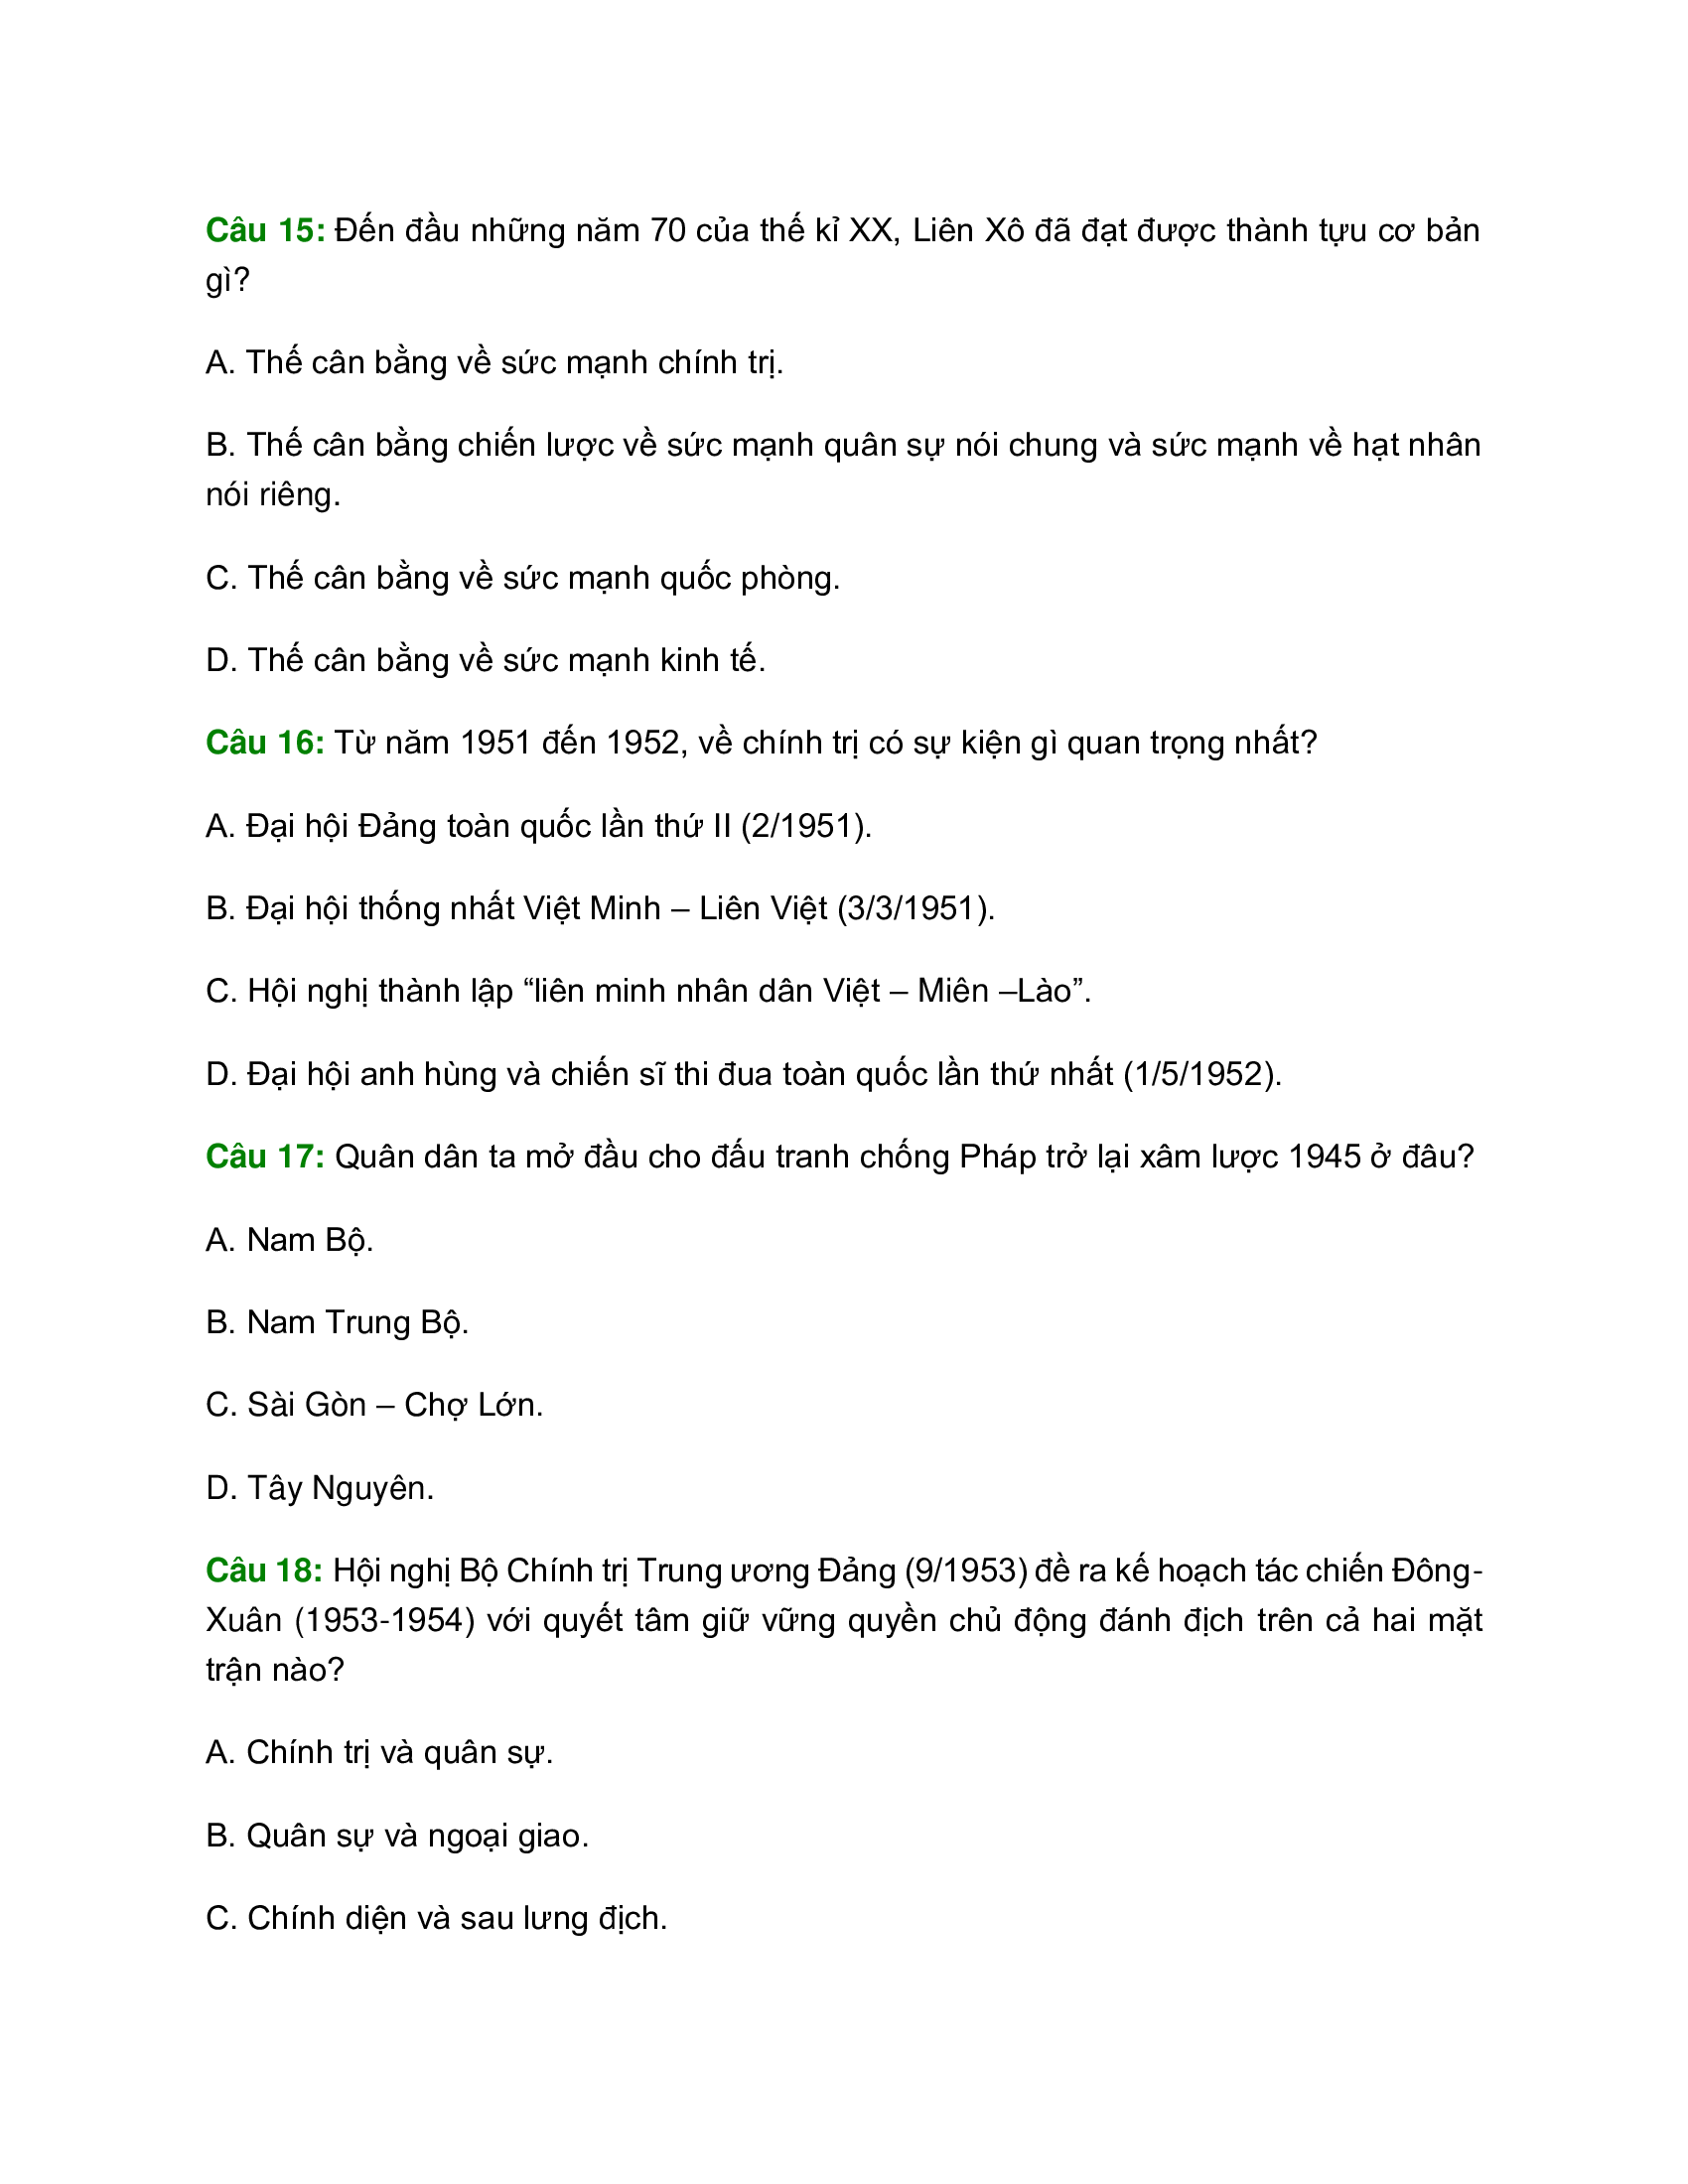 Câu 15: Đến đầu những năm 70 của thế kỉ XX, Liên Xô đã đạt được thành tựu cơ bản
gì?
A. Thế cân bằng về sức mạnh chính trị.
B. Thế cân bằng chiến lược về sức mạnh quân sự nói chung và sức mạnh về hạt nhân
nói riêng.
C. Thế cân bằng về sức mạnh quốc phòng.
D. Thế cân bằng về sức mạnh kinh tế.
Câu 16: Từ năm 1951 đến 1952, về chính trị có sự kiện gì quan trọng nhất?
A. Đại hội Đảng toàn quốc lần thứ II (2/1951).
B. Đại hội thống nhất Việt Minh – Liên Việt (3/3/1951).
C. Hội nghị thành lập “liên minh nhân dân Việt – Miên –Lào”.
D. Đại hội anh hùng và chiến sĩ thi đua toàn quốc lần thứ nhất (1/5/1952).
Câu 17: Quân dân ta mở đầu cho đấu tranh chống Pháp trở lại xâm lược 1945 ở đâu?
A. Nam Bộ.
B. Nam Trung Bộ.
C. Sài Gòn – Chợ Lớn.
D. Tây Nguyên.
Câu 18: Hội nghị Bộ Chính trị Trung ương Đảng (9/1953) đề ra kế hoạch tác chiến Đông-
Xuân (1953-1954) với quyết tâm giữ vững quyền chủ động đánh địch trên cả hai mặt
trận nào?
A. Chính trị và quân sự.
B. Quân sự và ngoại giao.
C. Chính diện và sau lưng địch.